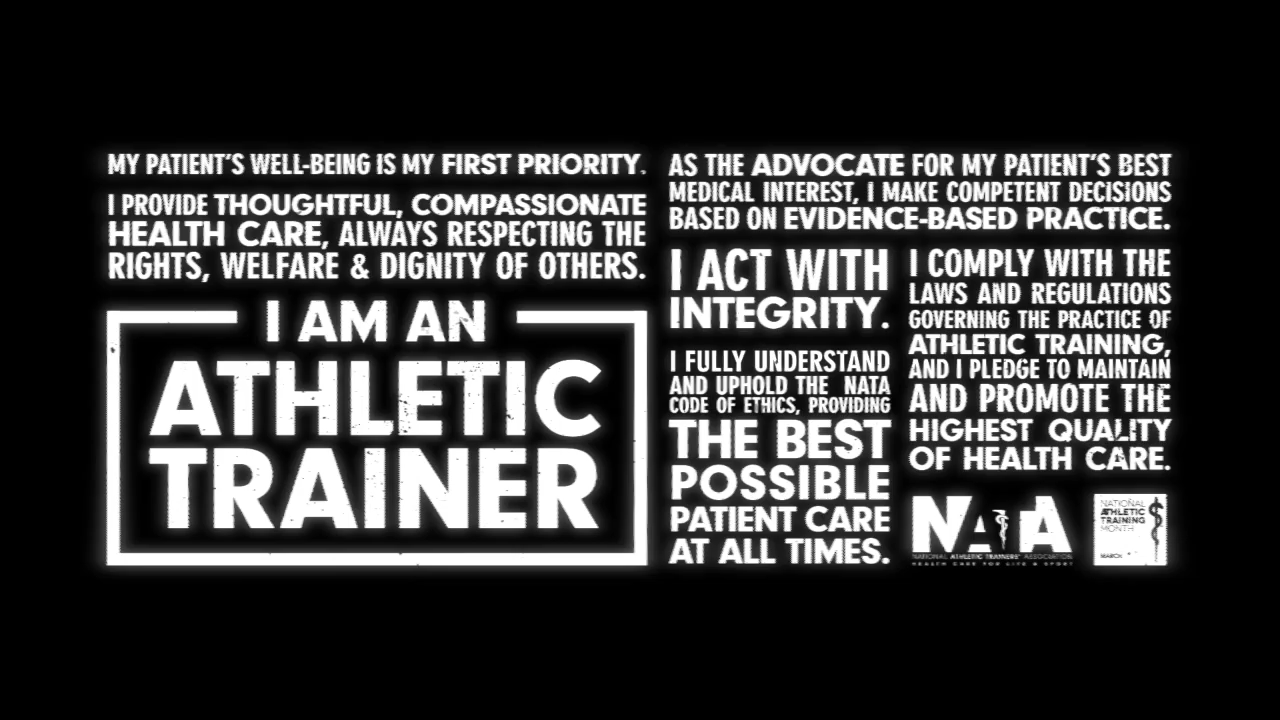 MY PATIENT'S WELL-BEING IS MY FIRST PRIORITY.
I PROVIDE THOUGHTFUL, COMPASSIONATE
HEALTH CARE, ALWAYS RESPECTING THE
RIGHTS, WELFARE & DIGNITY OF OTHERS.
I AM AN
ATHLETIC
TRAINER
AS THE ADVOCATE FOR MY PATIENT'S BEST
MEDICAL INTEREST, I MAKE COMPETENT DECISIONS
BASED ON EVIDENCE-BASED PRACTICE.
I ACT WITH
INTEGRITY.
I FULLY UNDERSTAND
AND UPHOLD THE NATA
CODE OF ETHICS, PROVIDING
THE BEST
POSSIBLE
PATIENT CARE
AT ALL TIMES.
I COMPLY WITH THE
LAWS AND REGULATIONS
GOVERNING THE PRACTICE OF
ATHLETIC TRAINING,
AND I PLEDGE TO MAINTAIN
AND PROMOTE THE
HIGHEST QUALITY
OF HEALTH CARE.
NATA
NATIONAL ATHLETIC TRAINERS' ASSOCIATION
HEALTH CARE FOR LIFE & SPORT
NATIONAL
ATHLETIC
TRAINING
MONTH
MARCH